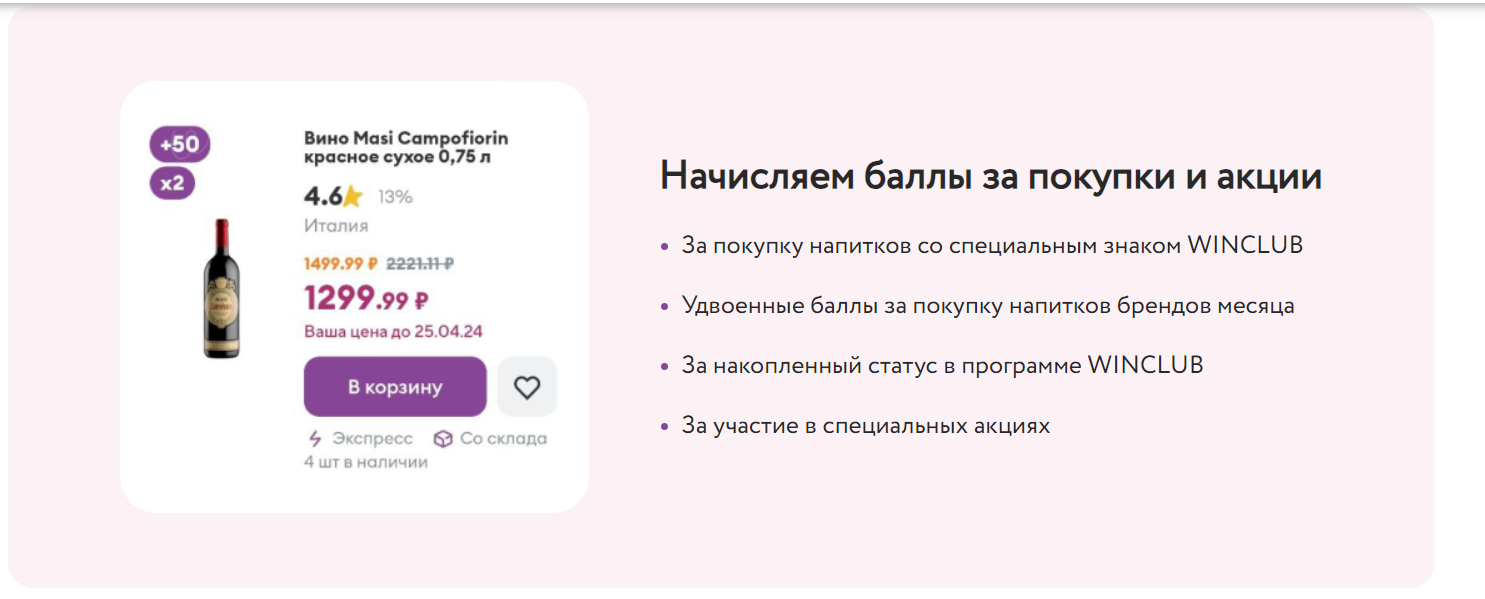 +50
x2
Вино Masi Campofiorin
красное сухое 0,75 л
4.6 13%
Италия
1499.99 ₽ 2221.11 ₽
1299.99 ₽
Ваша цена до 25.04.24
В корзину
Экспресс Со склада
4 шт в наличии
Начисляем баллы за покупки и акции
• За покупку напитков со специальным знаком WINCLUB
• Удвоенные баллы за покупку напитков брендов месяца
• За накопленный статус в программе WINCLUB
• За участие в специальных акциях